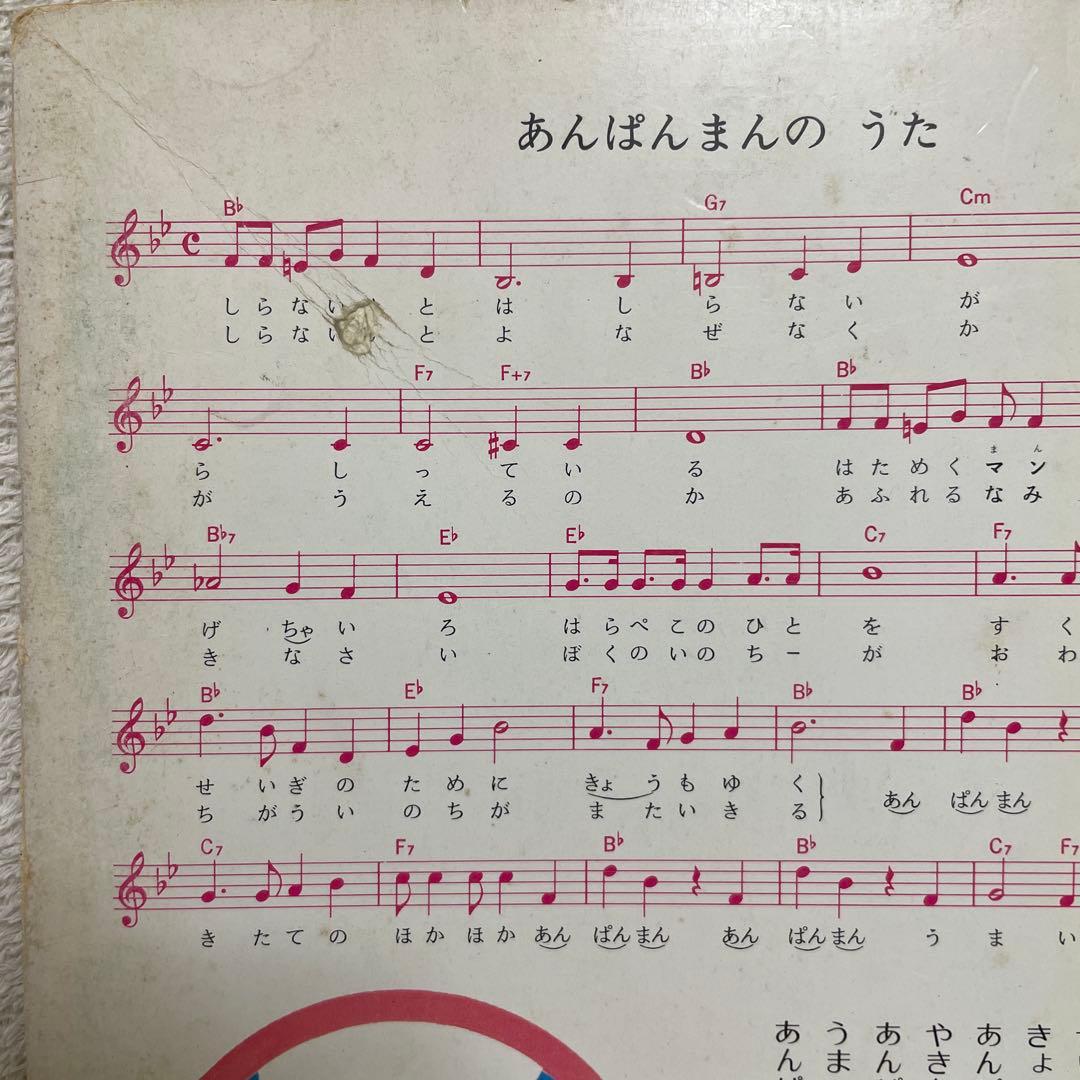 あんぱんまんの うた
B♭ G7 Cm
しらない とはしらないが
しらない とよなぜなくか
F7 F+7 B♭ B♭
まん
らしっているはためくマン
がうえるのかあふれるなみ
B♭7 E♭ E♭ C7 F7
げちゃいろはらぺこのひとをすく
きなさいぼくのいのちーがおわ
B♭ E♭ F7 B♭ B♭
せいぎのためにきょうもゆく
ちがういのちがまたいきる
あんぱんまん
C7 F7 B♭ B♭ C7 F7
きたてのほかほかあんぱんまんあんぱんまんうまい
きょ
あん
やき
あん
うま
あんぱ